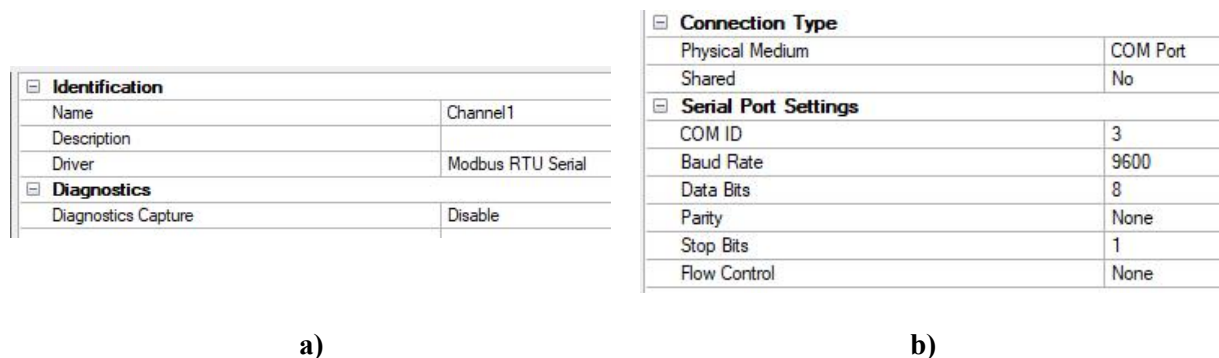 Identification
Name Channel1
Description
Driver Modbus RTU Serial
Diagnostics
Diagnostics Capture Disable
a)
Connection Type
Physical Medium COM Port
Shared No
Serial Port Settings
COM ID 3
Baud Rate 9600
Data Bits 8
Parity None
Stop Bits 1
Flow Control None
b)